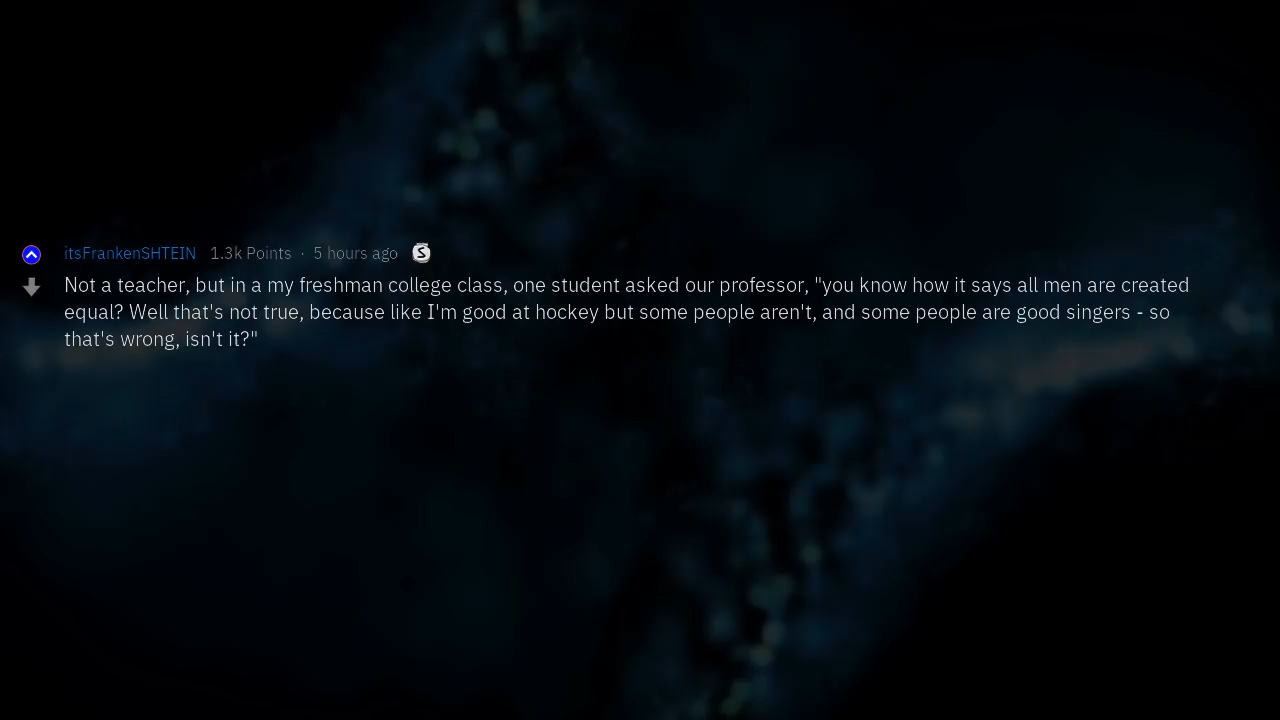 itsFrankenSHTEIN 1.3k Points · 5 hours ago
Not a teacher, but in a my freshman college class, one student asked our professor, "you know how it says all men are created
equal? Well that's not true, because like I'm good at hockey but some people aren't, and some people are good singers - so
that's wrong, isn't it?"